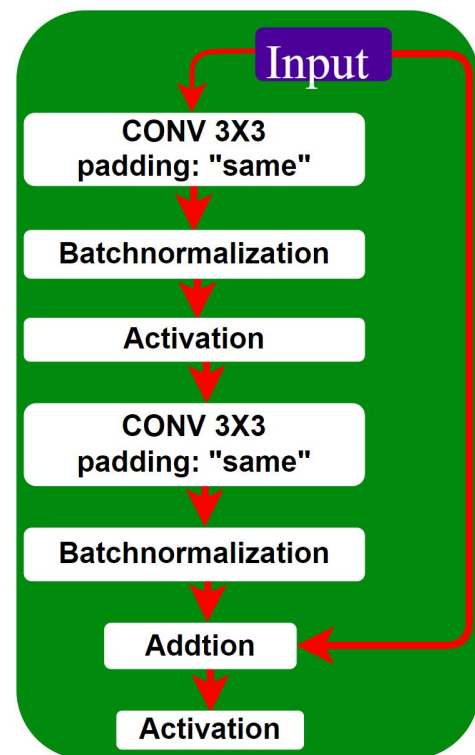 Input
CONV 3X3
padding: "same"
Batchnormalization
Activation
CONV 3X3
padding: "same"
Batchnormalization
Addtion
Activation